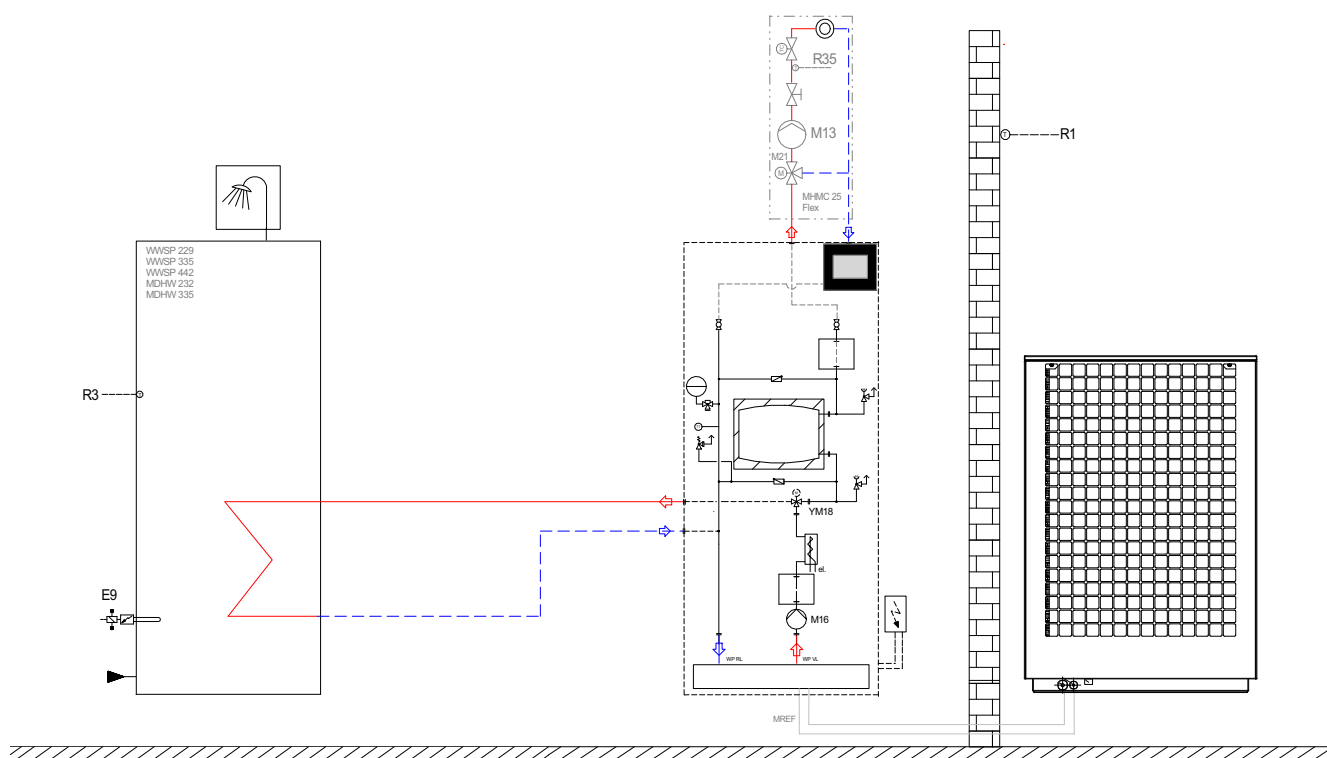 R35
M13
M21
M
MHMC 25
Flex
T
R1
WWSP 229
WWSP 335
WWSP 442
MDHW 232
MDHW 335
R3
YM18
el.
E9
M16
WP RL
WP VL
MREF